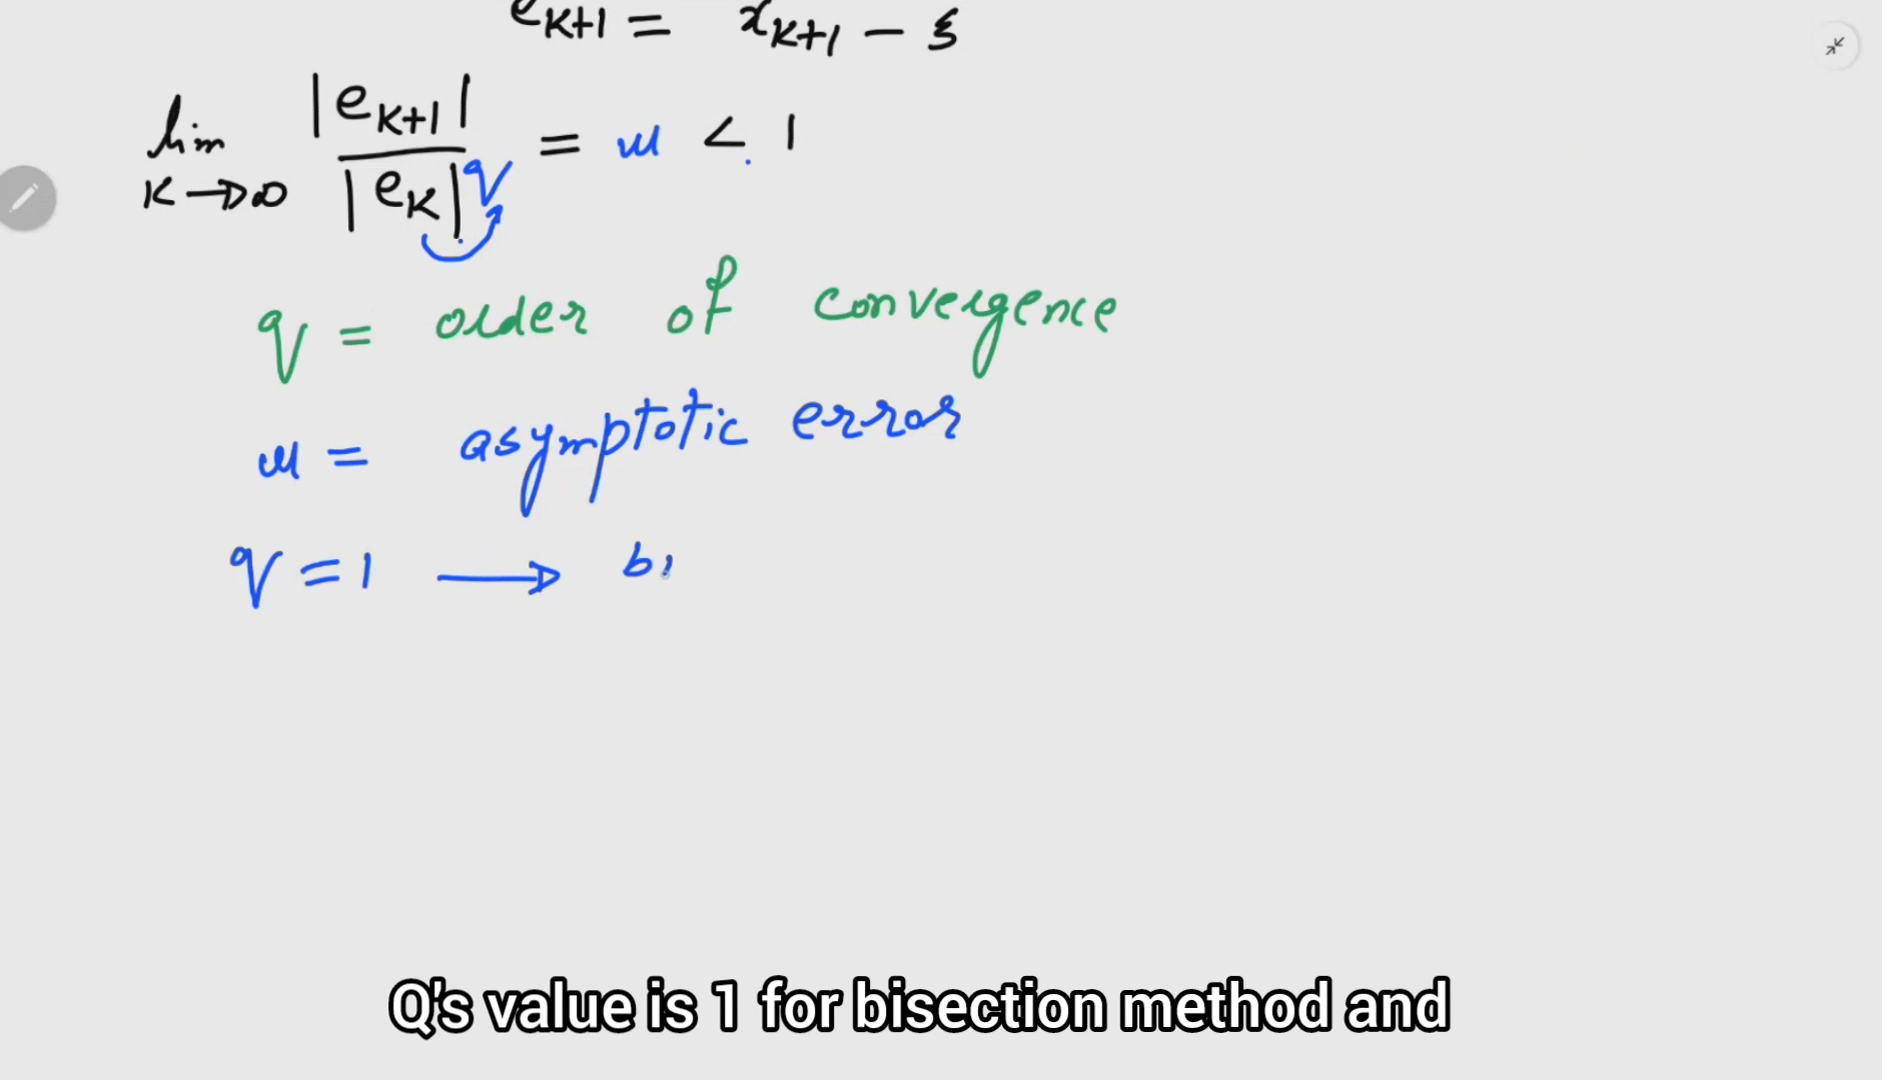 e_{K+1} = x_{K+1} - ξ
lim K→∞ |e_{K+1}| / |e_K|^q = μ < 1
q = order of convergence
μ = asymptotic error
q = 1 → bi
Q's value is 1 for bisection method and